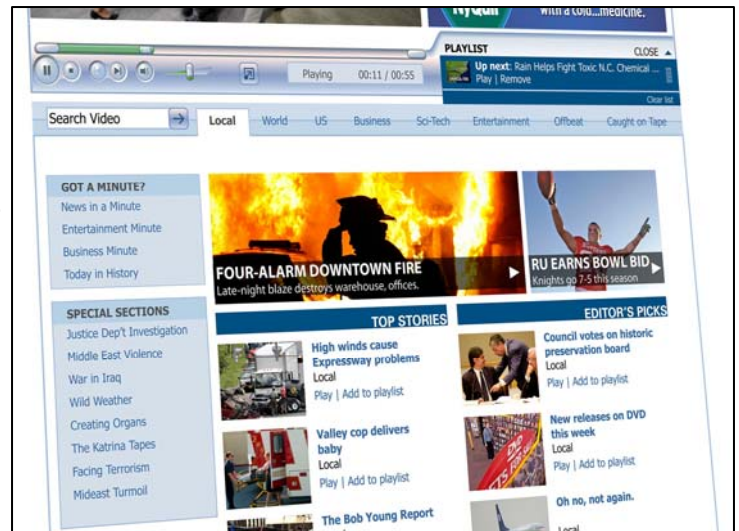 NyQuil
with a cold...medicine.
PLAYLIST
CLOSE
Up next: Rain Helps Fight Toxic N.C. Chemical ...
Play | Remove
Clear list
Playing 00:11 / 00:55
Search Video
Local World US Business Sci-Tech Entertainment Offbeat Caught on Tape
GOT A MINUTE?
News in a Minute
Entertainment Minute
Business Minute
Today in History
FOUR-ALARM DOWNTOWN FIRE
Late-night blaze destroys warehouse, offices.
RU EARNS BOWL BID
Knights go 7-5 this season
SPECIAL SECTIONS
Justice Dep't Investigation
Middle East Violence
War in Iraq
Wild Weather
Creating Organs
The Katrina Tapes
Facing Terrorism
Mideast Turmoil
TOP STORIES
High winds cause
Expressway problems
Local
Play | Add to playlist
Valley cop delivers
baby
Local
Play | Add to playlist
The Bob Young Report
EDITOR'S PICKS
Council votes on historic
preservation board
Local
Play | Add to playlist
New releases on DVD
this week
Local
Play | Add to playlist
DVD
Oh no, not again.
Local